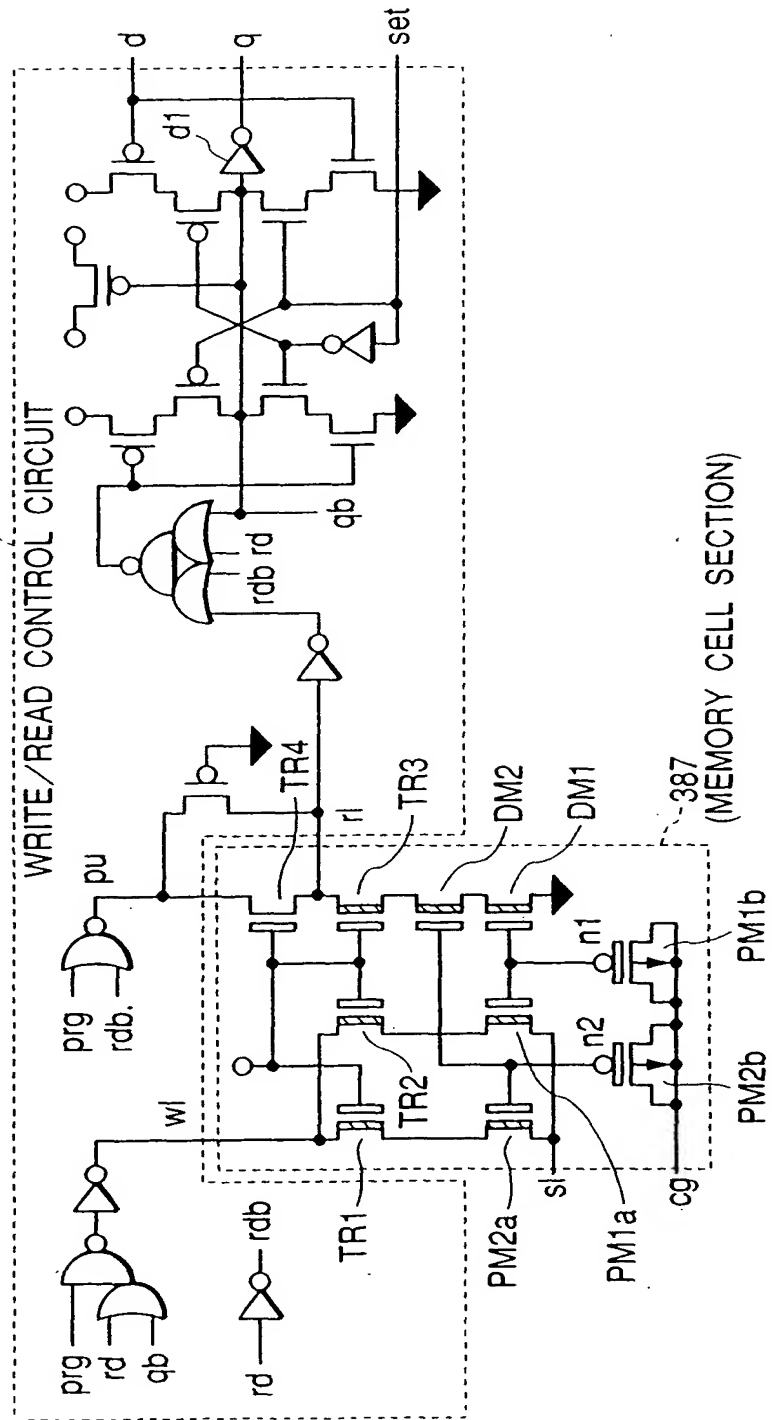 WRITE/READ CONTROL CIRCUIT
d
q
set
d1
pu
prg
rdb.
TR4
rl
rdb
rd
qb
wl
prg
rd
qb
rd
rdb
TR1
TR2
TR3
DM2
DM1
PM2a
sl
PM1a
n2
n1
cg
PM2b
PM1b
387
(MEMORY CELL SECTION)